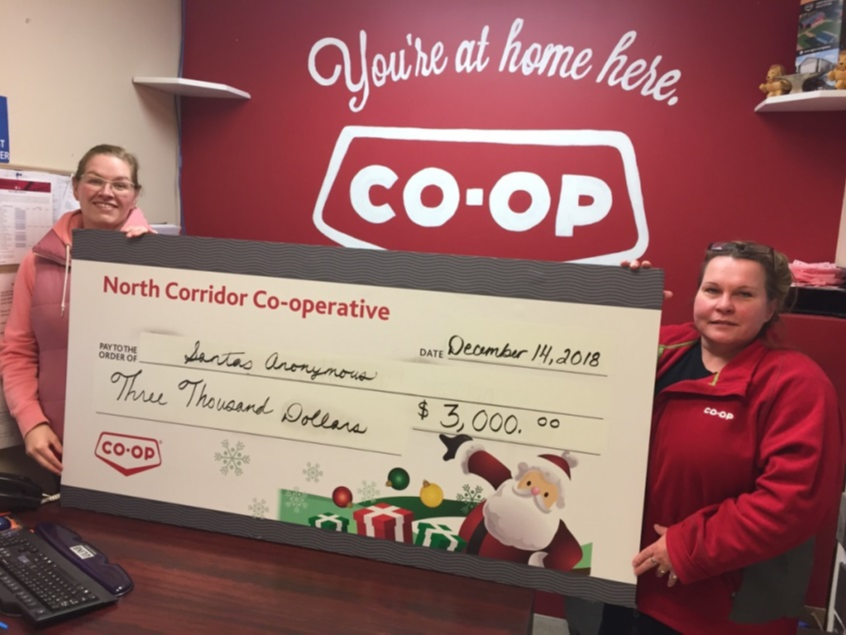 You're at home here.
CO-OP
North Corridor Co-operative
PAY TO THE
ORDER OF Santas Anonymous
DATE December 14, 2018
Three Thousand Dollars
$ 3,000.00
CO-OP
CO-OP